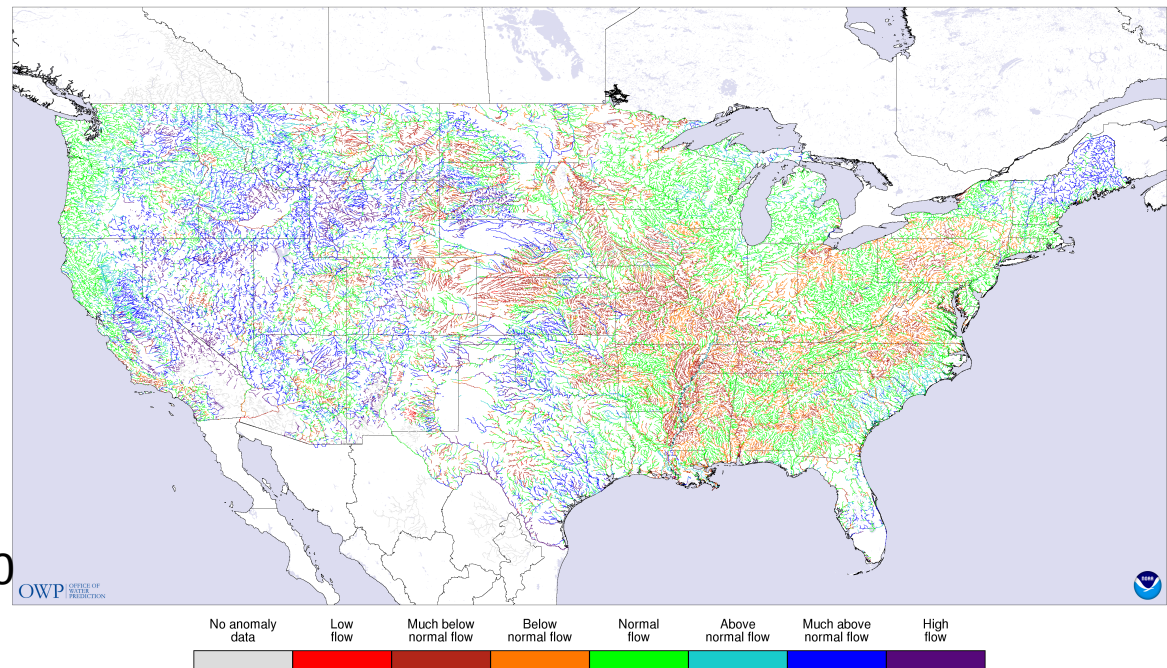 0
OWP OFFICE OF
WATER
PREDICTION
noaa
No anomaly
data
Low
flow
Much below
normal flow
Below
normal flow
Normal
flow
Above
normal flow
Much above
normal flow
High
flow